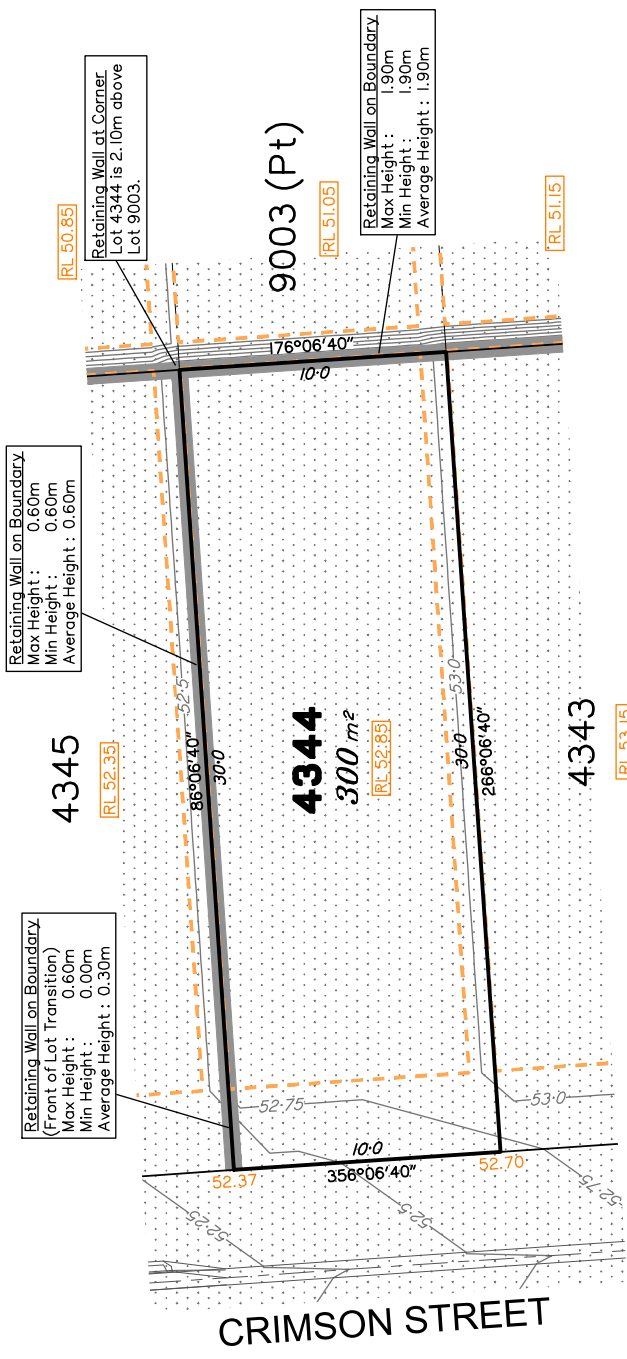 Retaining Wall at Corner
Lot 4344 is 2.10m above
Lot 9003.
Retaining Wall on Boundary
Max Height : 1.90m
Min Height : 1.90m
Average Height : 1.90m
RL 50.85
9003 (Pt)
RL 51.05
RL 51.15
176°06'40"
10·0
Retaining Wall on Boundary
Max Height : 0.60m
Min Height : 0.60m
Average Height : 0.60m
4345
RL 52.35
52·5
86°06'40"
30·0
4344
300 m²
RL 52.85
53·0
30·0
266°06'40"
4343
RL 53.15
Retaining Wall on Boundary
(Front of Lot Transition)
Max Height : 0.60m
Min Height : 0.00m
Average Height : 0.30m
52·75
53·0
10·0
52.37
356°06'40"
52.70
52·25
52·5
52·75
CRIMSON STREET